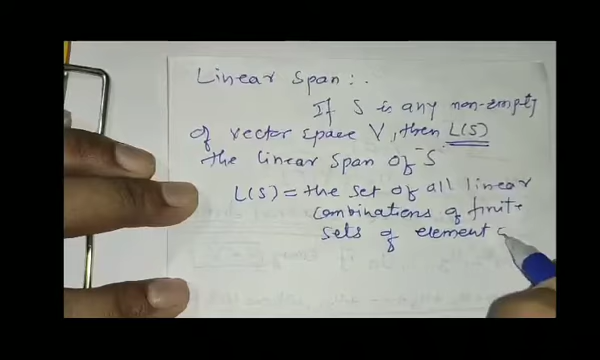 Linear Span:.
If S is any non-empty
of vector space V, then L(S)
the linear span of "S"
L(S) = the set of all linear
combinations of finite
sets of element s